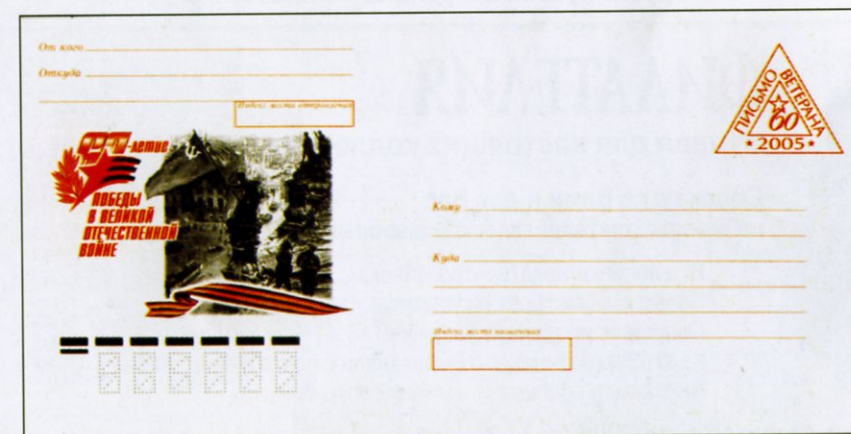 От кого
Откуда
Индекс места отправления
60-летие
ПОБЕДЫ
В ВЕЛИКОЙ
ОТЕЧЕСТВЕННОЙ
ВОЙНЕ
ПИСЬМО ВЕТЕРАНА
60
2005
Кому
Куда
Индекс места назначения